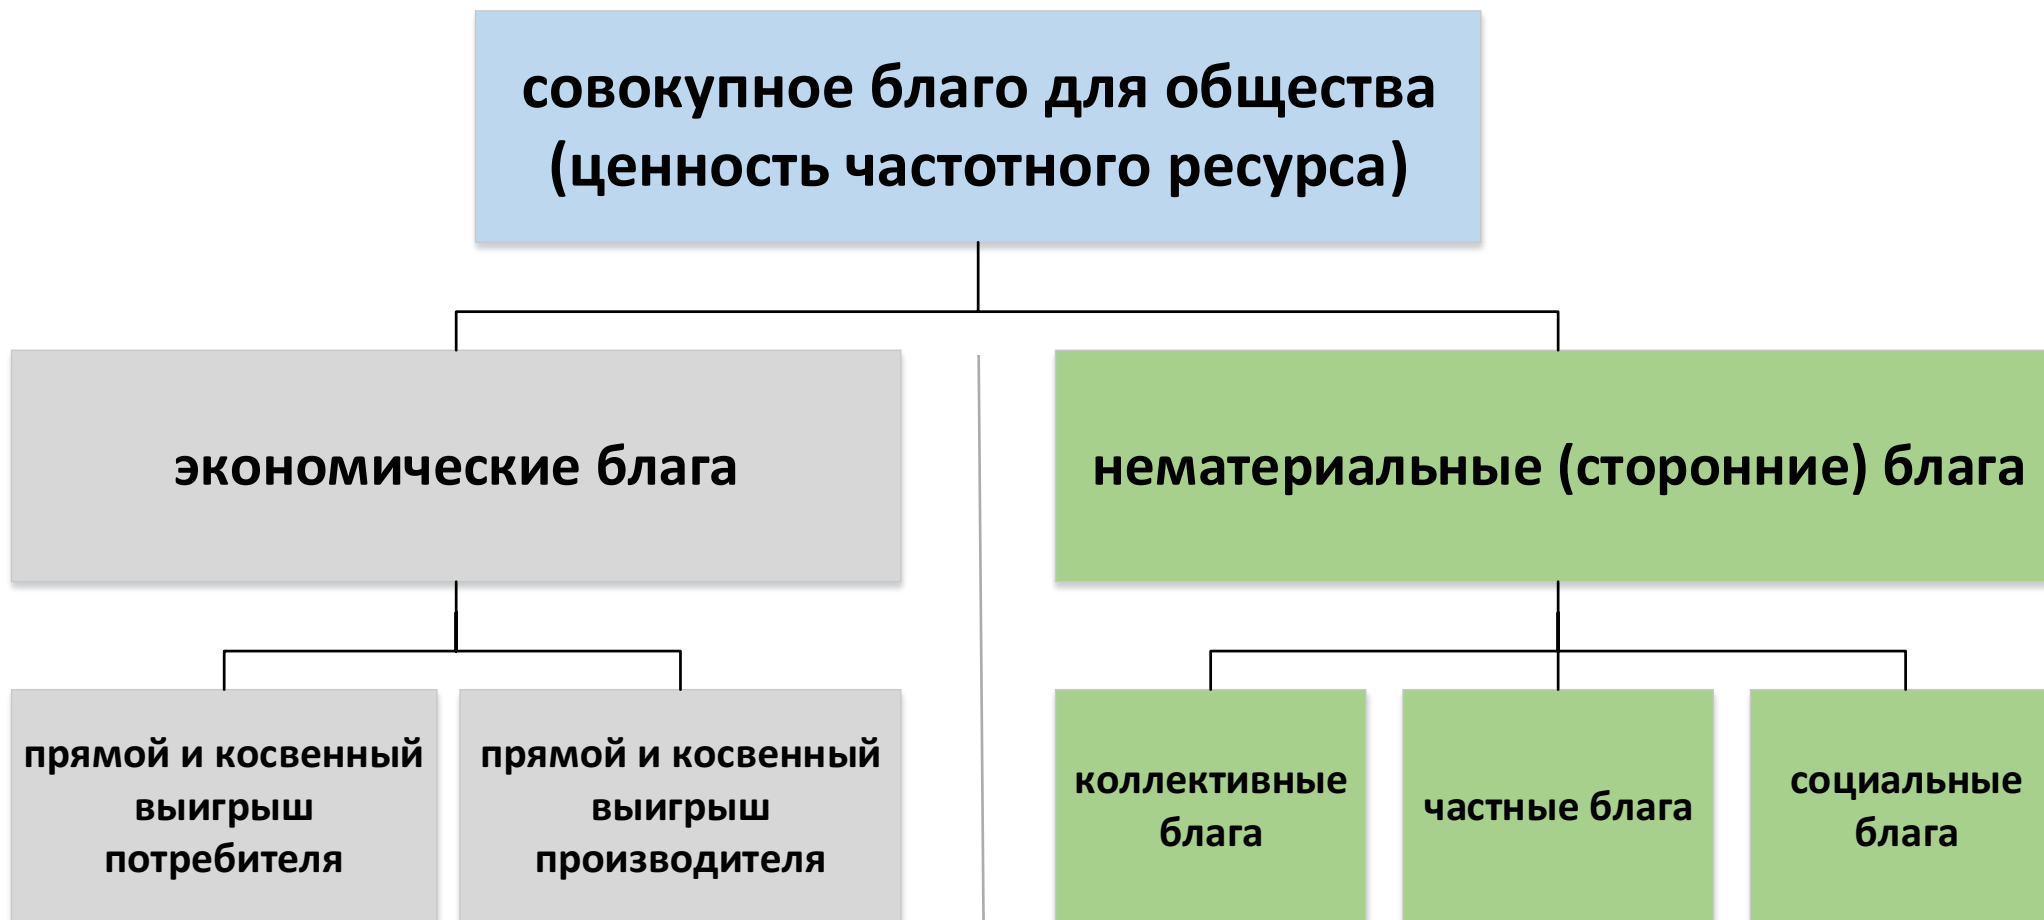 совокупное благо для общества
(ценность частотного ресурса)
экономические блага
нематериальные (сторонние) блага
прямой и косвенный
выигрыш
потребителя
прямой и косвенный
выигрыш
производителя
коллективные
блага
частные блага
социальные
блага